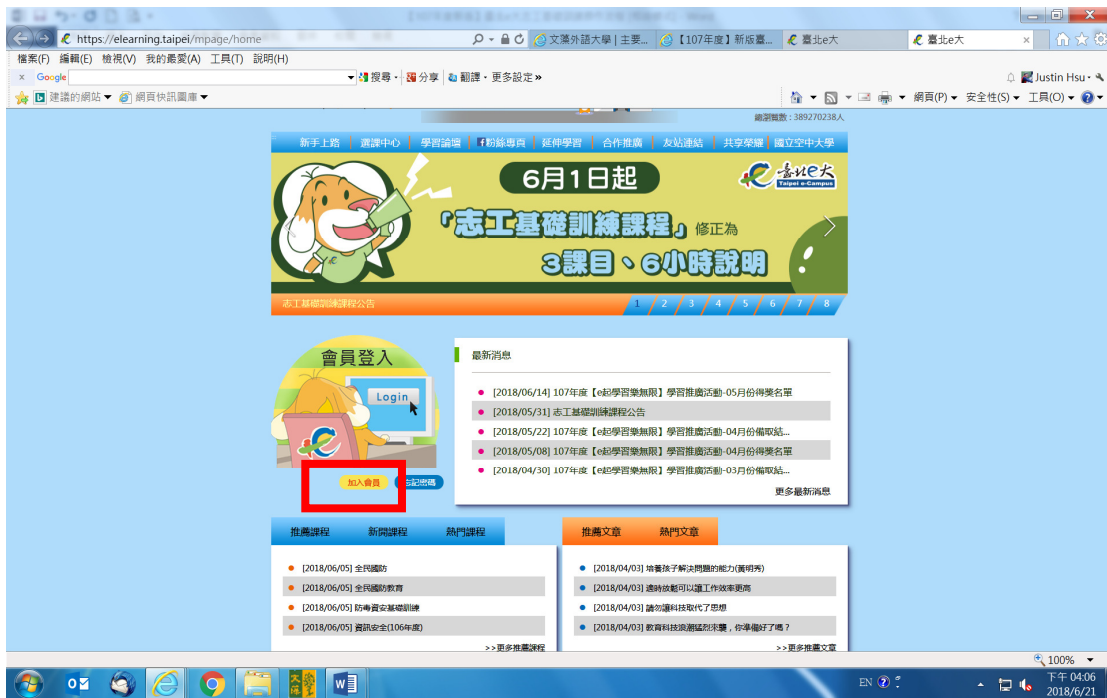 https://elearning.taipei/mpage/home
文藻外語大學 | 主要...
【107年度】新版臺...
臺北e大
臺北e大
檔案(F) 編輯(E) 檢視(V) 我的最愛(A) 工具(T) 說明(H)
Google
搜尋
分享
翻譯
更多設定 »
Justin Hsu
建議的網站
網頁快訊圖庫
網頁(P)
安全性(S)
工具(O)
總瀏覽數 : 389270238人
新手上路 選課中心 學習論壇 粉絲專頁 延伸學習 合作推廣 友站連結 共享榮耀 國立空中大學
6月1日起
臺北e大
Taipei e-Campus
『志工基礎訓練課程』修正為
3課目、6小時說明
志工基礎訓練課程公告
1 / 2 / 3 / 4 / 5 / 6 / 7 / 8
會員登入
Login
加入會員
忘記密碼
最新消息
[2018/06/14] 107年度【e起學習樂無限】學習推廣活動-05月份得獎名單
[2018/05/31] 志工基礎訓練課程公告
[2018/05/22] 107年度【e起學習樂無限】學習推廣活動-04月份備取結...
[2018/05/08] 107年度【e起學習樂無限】學習推廣活動-04月份得獎名單
[2018/04/30] 107年度【e起學習樂無限】學習推廣活動-03月份備取結...
更多最新消息
推薦課程 新開課程 熱門課程
[2018/06/05] 全民國防
[2018/06/05] 全民國防教育
[2018/06/05] 防毒資安基礎訓練
[2018/06/05] 資訊安全(106年度)
>>更多推薦課程
推薦文章 熱門文章
[2018/04/03] 培養孩子解決問題的能力(黃明秀)
[2018/04/03] 適時放鬆可以讓工作效率更高
[2018/04/03] 請勿讓科技取代了思想
[2018/04/03] 教育科技浪潮猛烈來襲，你準備好了嗎？
>>更多推薦文章
100%
EN
下午 04:06
2018/6/21